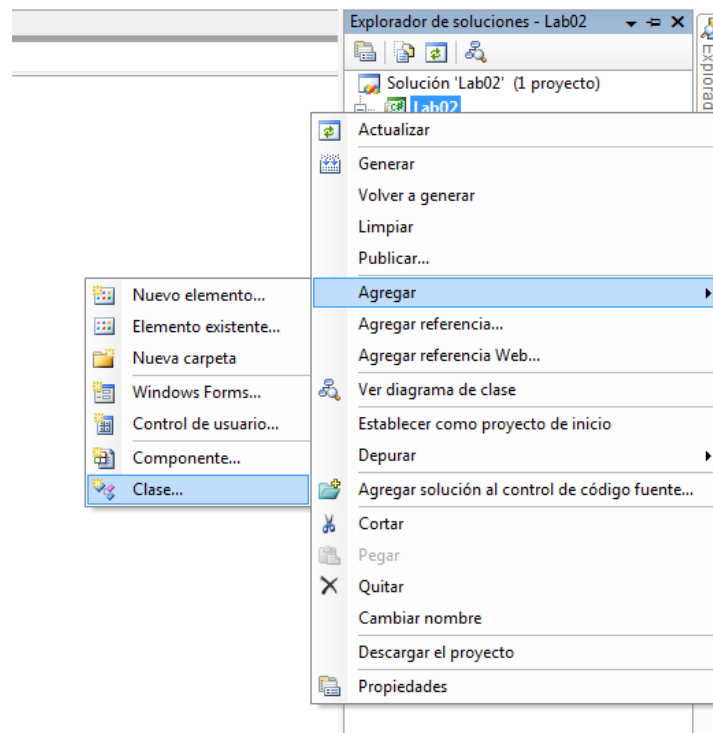 Explorador de soluciones - Lab02
Solución 'Lab02' (1 proyecto)
Lab02
Actualizar
Generar
Volver a generar
Limpiar
Publicar...
Agregar
Agregar referencia...
Agregar referencia Web...
Ver diagrama de clase
Establecer como proyecto de inicio
Depurar
Agregar solución al control de código fuente...
Cortar
Pegar
Quitar
Cambiar nombre
Descargar el proyecto
Propiedades
Nuevo elemento...
Elemento existente...
Nueva carpeta
Windows Forms...
Control de usuario...
Componente...
Clase...